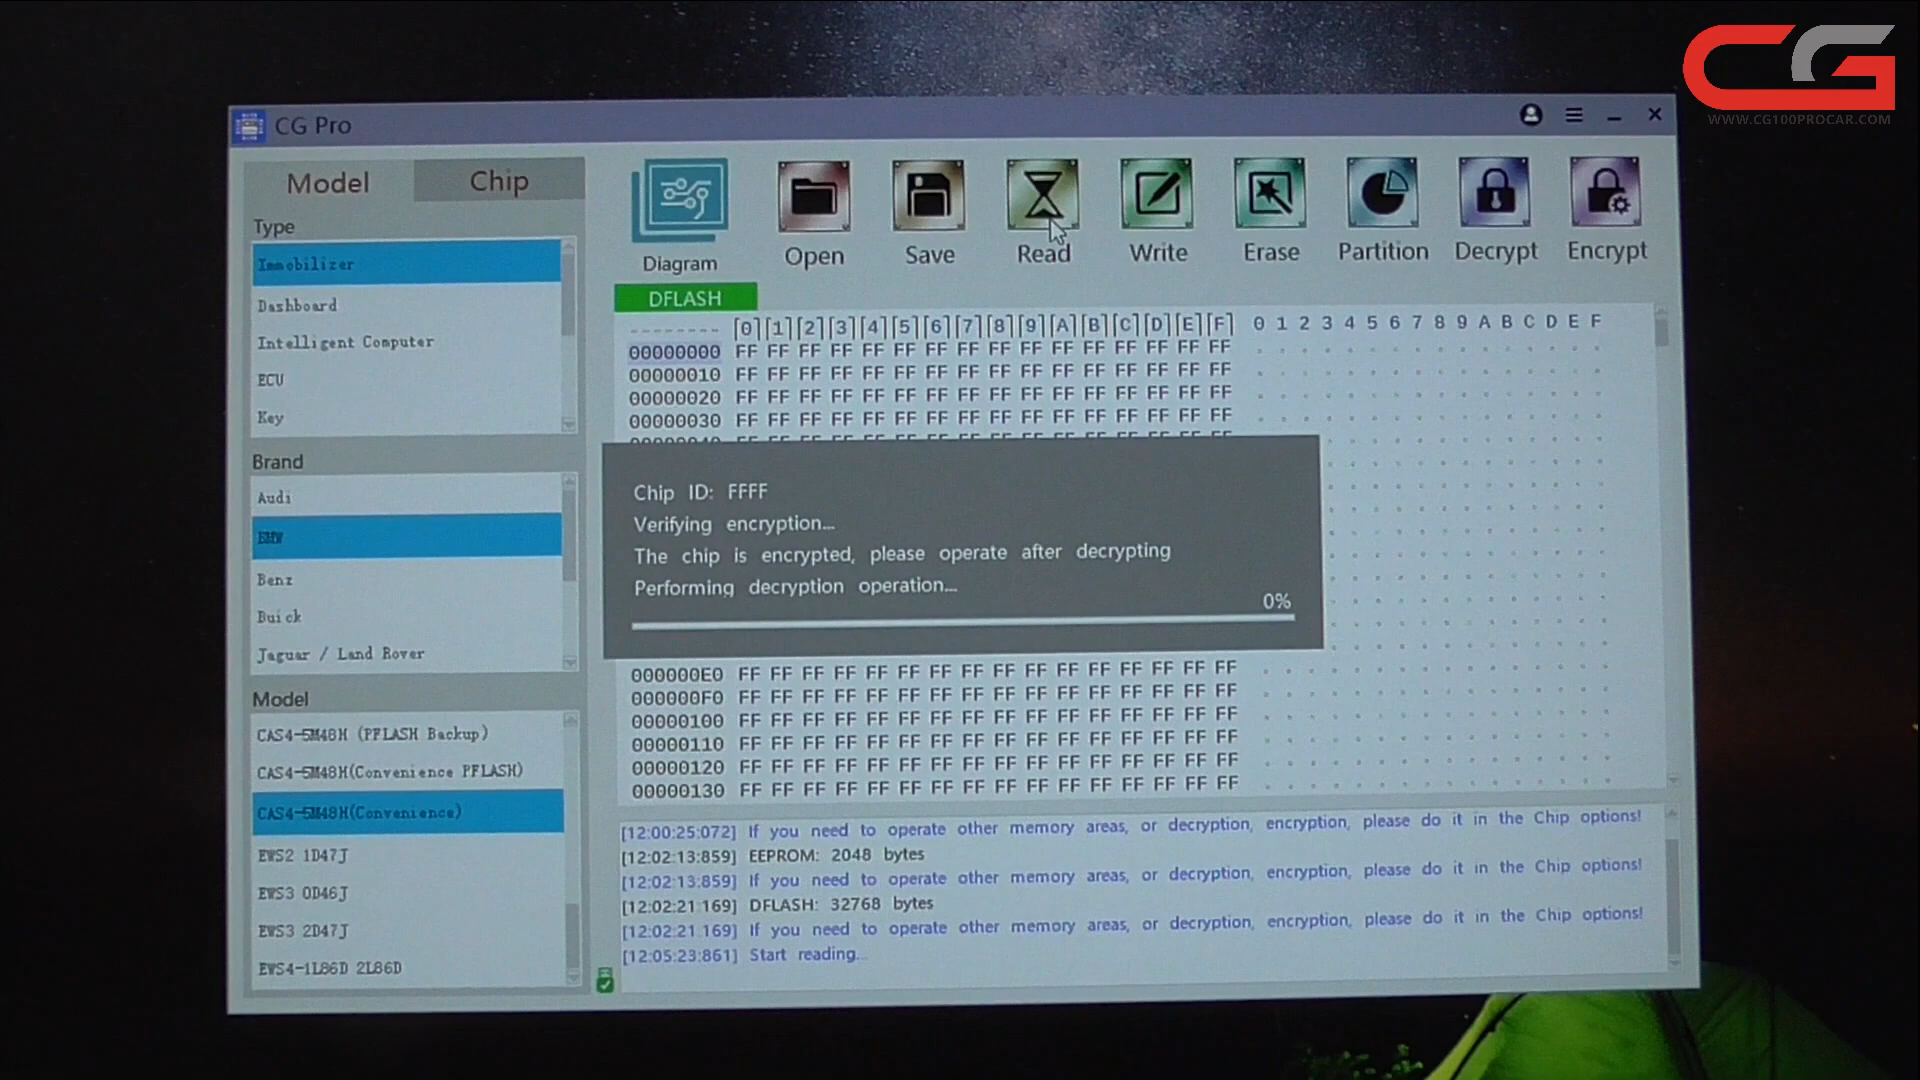 CG
WWW.CG100PROCAR.COM
CG Pro
Model
Chip
Type
Immobilizer
Dashboard
Intelligent Computer
ECU
Key
Brand
Audi
BMW
Benz
Buick
Jaguar / Land Rover
Model
CAS4-5M48H (PFLASH Backup)
CAS4-5M48H(Convenience PFLASH)
CAS4-5M48H(Convenience)
EWS2 1D47J
EWS3 0D46J
EWS3 2D47J
EWS4-1L86D 2L86D
Diagram
Open
Save
Read
Write
Erase
Partition
Decrypt
Encrypt
DFLASH
-------- [0][1][2][3][4][5][6][7][8][9][A][B][C][D][E][F] 0 1 2 3 4 5 6 7 8 9 A B C D E F
00000000 FF FF FF FF FF FF FF FF FF FF FF FF FF FF FF FF . . . . . . . . . . . . . . . .
00000010 FF FF FF FF FF FF FF FF FF FF FF FF FF FF FF FF . . . . . . . . . . . . . . . .
00000020 FF FF FF FF FF FF FF FF FF FF FF FF FF FF FF FF . . . . . . . . . . . . . . . .
00000030 FF FF FF FF FF FF FF FF FF FF FF FF FF FF FF FF . . . . . . . . . . . . . . . .
Chip ID: FFFF
Verifying encryption...
The chip is encrypted, please operate after decrypting
Performing decryption operation...
0%
000000E0 FF FF FF FF FF FF FF FF FF FF FF FF FF FF FF FF . . . . . . . . . . . . . . . .
000000F0 FF FF FF FF FF FF FF FF FF FF FF FF FF FF FF FF . . . . . . . . . . . . . . . .
00000100 FF FF FF FF FF FF FF FF FF FF FF FF FF FF FF FF . . . . . . . . . . . . . . . .
00000110 FF FF FF FF FF FF FF FF FF FF FF FF FF FF FF FF . . . . . . . . . . . . . . . .
00000120 FF FF FF FF FF FF FF FF FF FF FF FF FF FF FF FF . . . . . . . . . . . . . . . .
00000130 FF FF FF FF FF FF FF FF FF FF FF FF FF FF FF FF . . . . . . . . . . . . . . . .
[12:00:25:072] If you need to operate other memory areas, or decryption, encryption, please do it in the Chip options!
[12:02:13:859] EEPROM: 2048 bytes
[12:02:13:859] If you need to operate other memory areas, or decryption, encryption, please do it in the Chip options!
[12:02:21:169] DFLASH: 32768 bytes
[12:02:21:169] If you need to operate other memory areas, or decryption, encryption, please do it in the Chip options!
[12:05:23:861] Start reading...